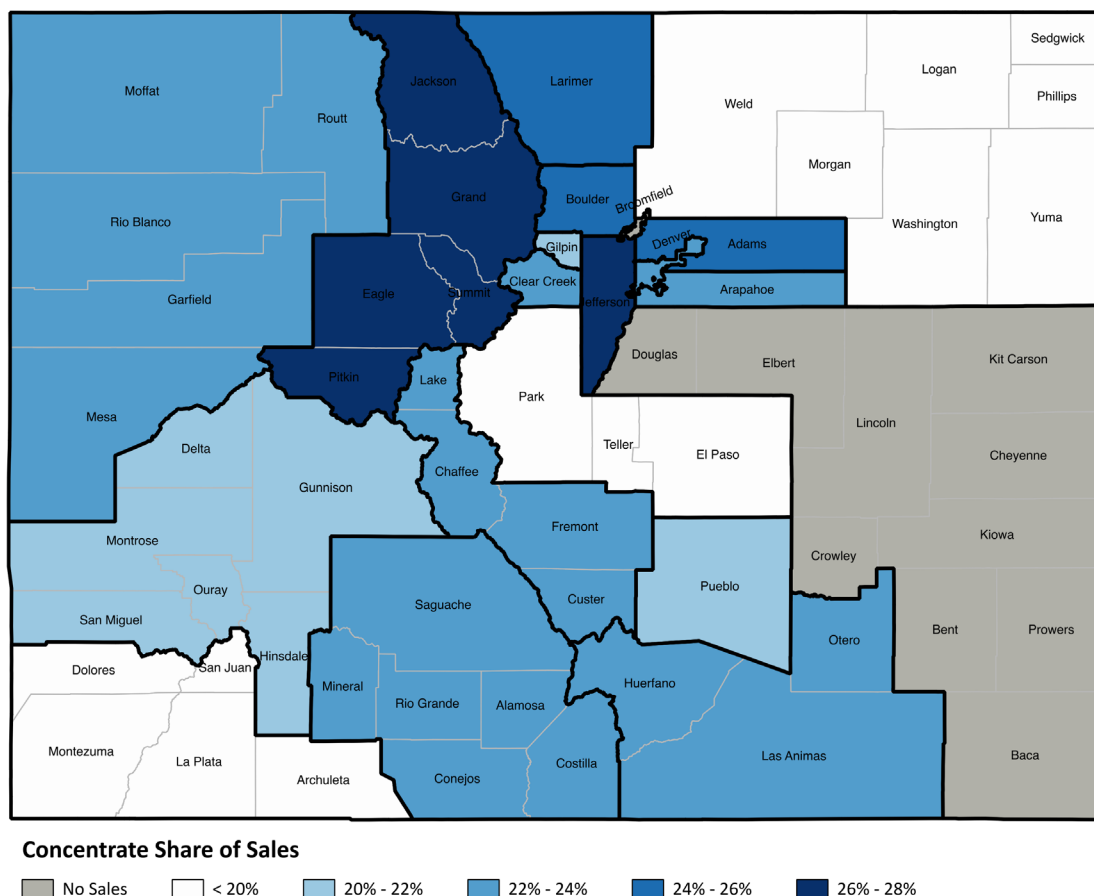 Sedgwick
Logan
Jackson
Larimer
Moffat
Phillips
Weld
Routt
Morgan
Grand
Boulder
Broomfield
Yuma
Rio Blanco
Washington
Denver
Adams
Gilpin
Clear Creek
Arapahoe
Eagle
Summit
Garfield
Jefferson
Douglas
Elbert
Kit Carson
Pitkin
Lake
Park
Mesa
Lincoln
Delta
Teller
El Paso
Cheyenne
Chaffee
Gunnison
Fremont
Montrose
Kiowa
Crowley
Ouray
Pueblo
Custer
Saguache
San Miguel
Otero
Bent
Prowers
Hinsdale
San Juan
Dolores
Mineral
Huerfano
Rio Grande
Alamosa
Montezuma
La Plata
Las Animas
Baca
Costilla
Archuleta
Conejos
Concentrate Share of Sales
No Sales < 20% 20% - 22% 22% - 24% 24% - 26% 26% - 28%